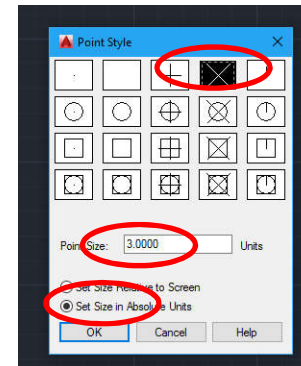 Point Style
Point Size: 3.0000 Units
Set Size Relative to Screen
Set Size in Absolute Units
OK Cancel Help